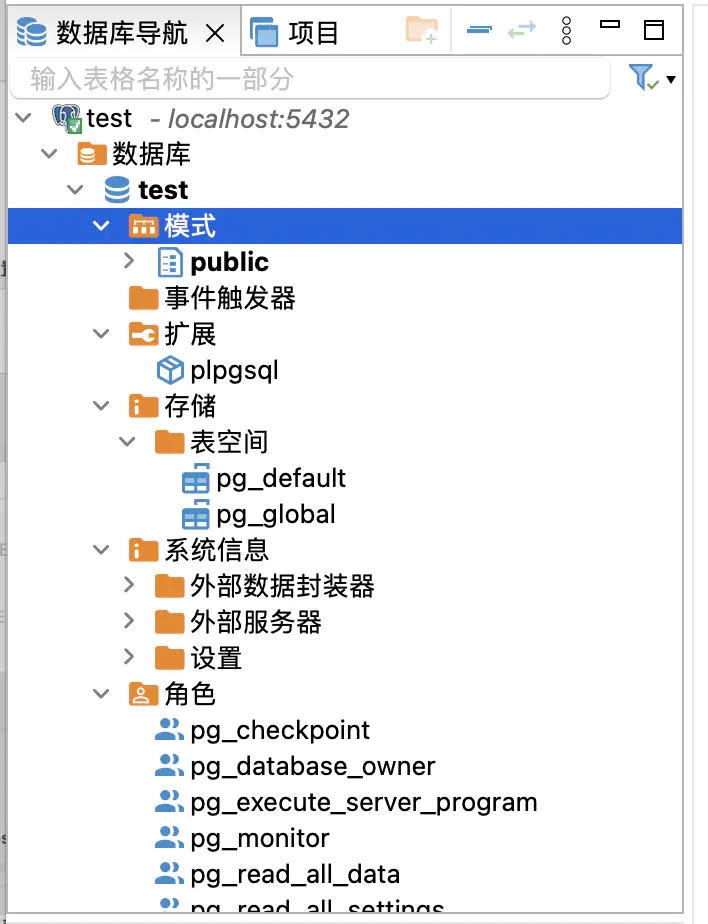 数据库导航 项目
输入表格名称的一部分
test - localhost:5432
数据库
test
模式
public
事件触发器
扩展
plpgsql
存储
表空间
pg_default
pg_global
系统信息
外部数据封装器
外部服务器
设置
角色
pg_checkpoint
pg_database_owner
pg_execute_server_program
pg_monitor
pg_read_all_data
pg_read_all_settings